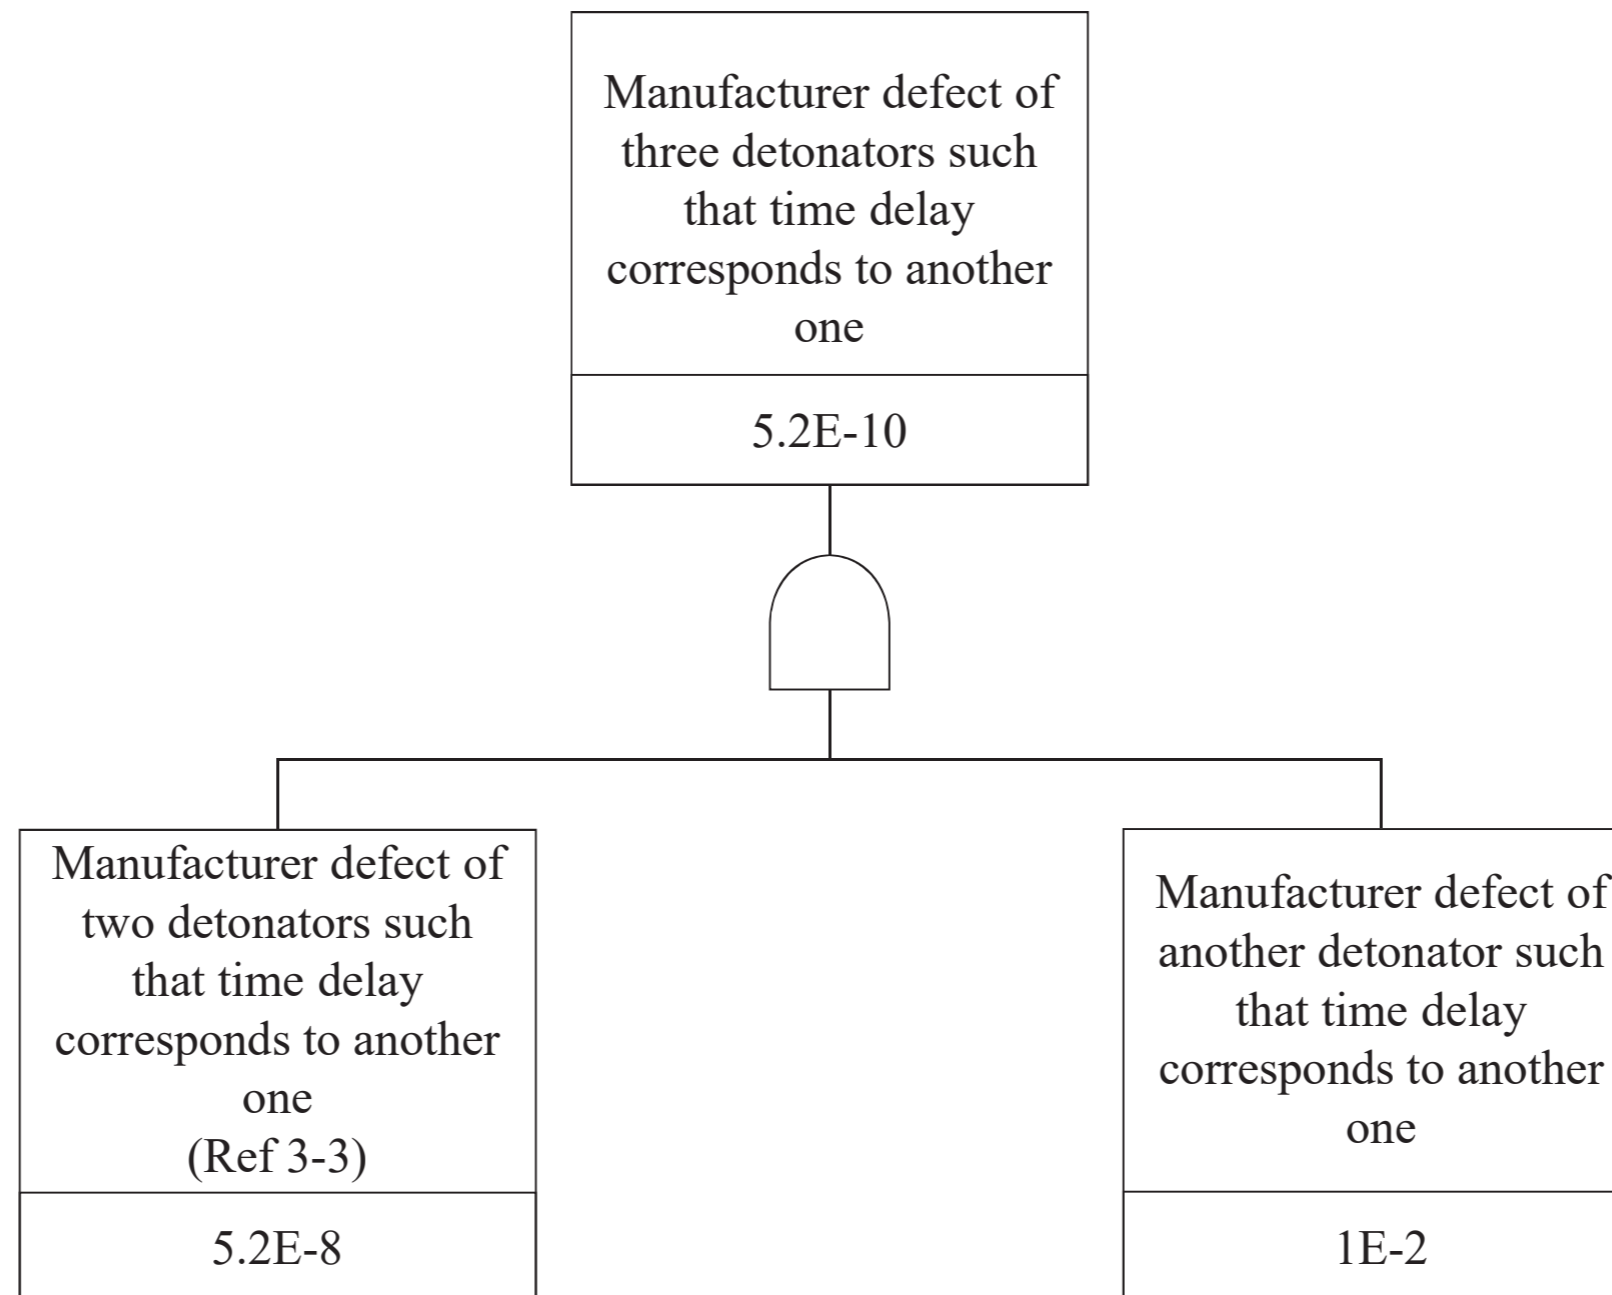 Manufacturer defect of
three detonators such
that time delay
corresponds to another
one
5.2E-10
Manufacturer defect of
two detonators such
that time delay
corresponds to another
one
(Ref 3-3)
5.2E-8
Manufacturer defect of
another detonator such
that time delay
corresponds to another
one
1E-2